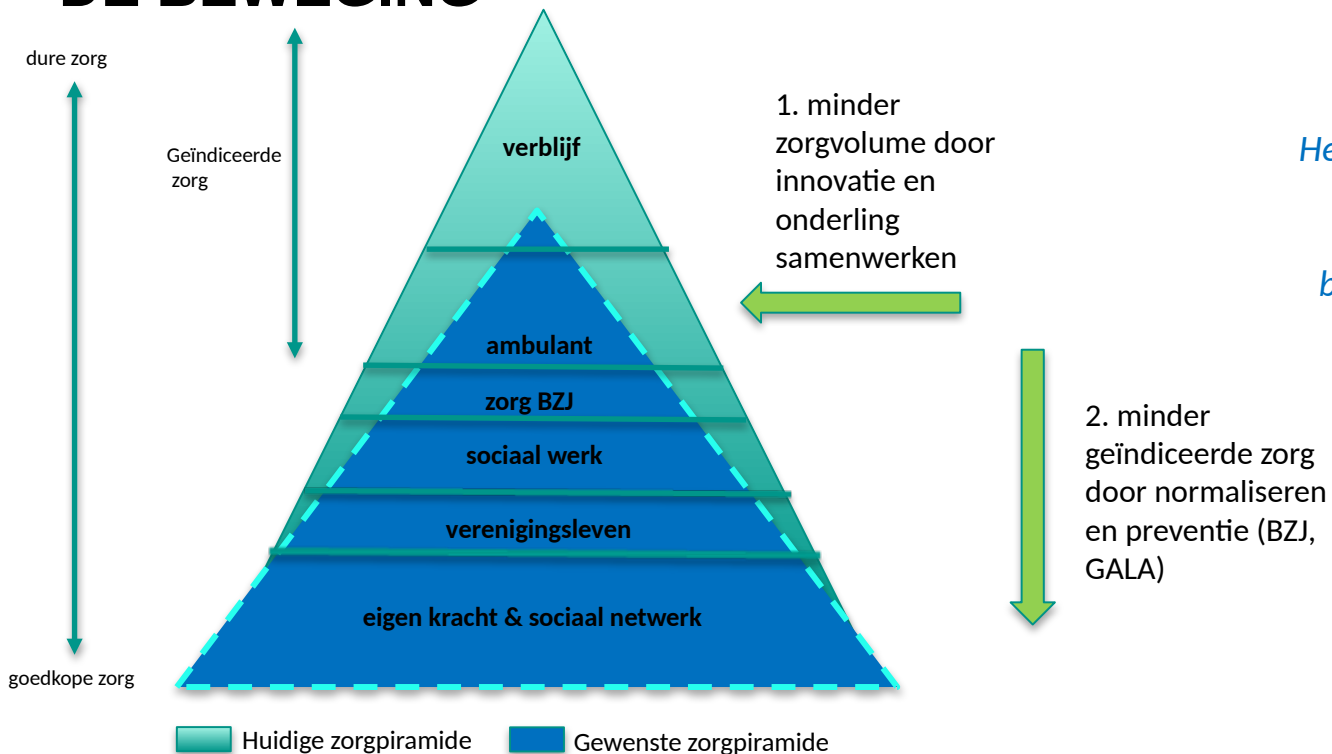 DE BEWEGING
dure zorg
Geïndiceerde
zorg
goedkope zorg
verblijf
ambulant
zorg BZJ
sociaal werk
verenigingsleven
eigen kracht & sociaal netwerk
1. minder
zorgvolume door
innovatie en
onderling
samenwerken
2. minder
geïndiceerde zorg
door normaliseren
en preventie (BZJ,
GALA)
Huidige zorgpiramide
Gewenste zorgpiramide